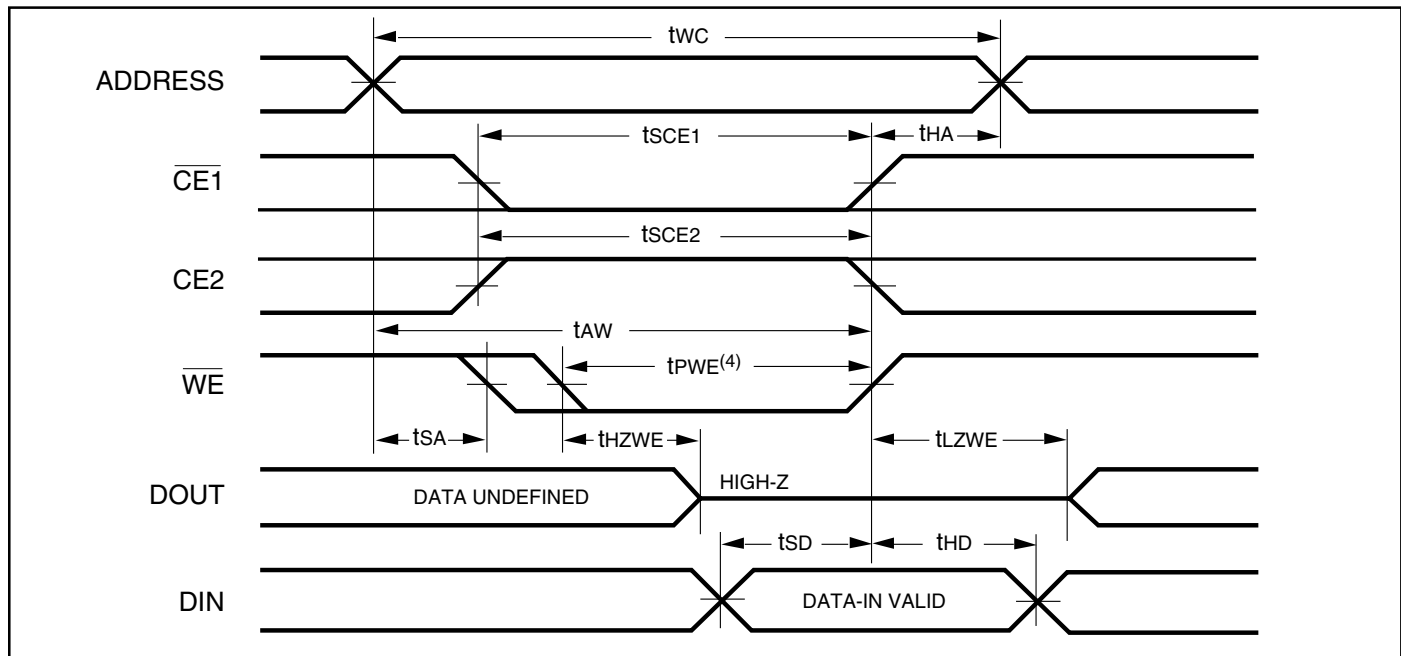 tWC
ADDRESS
tSCE1
tHA
CE1
tSCE2
CE2
tAW
tPWE(4)
WE
tSA
tHZWE
tLZWE
DOUT
DATA UNDEFINED
HIGH-Z
tSD
tHD
DIN
DATA-IN VALID